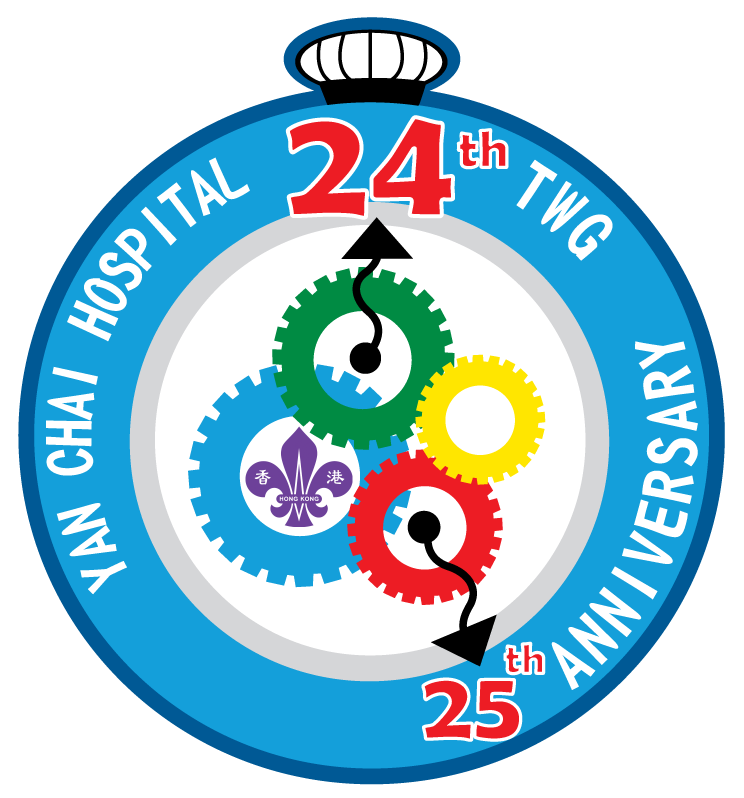 YAN CHAI HOSPITAL
24th
TWG
香 港
HONG KONG
25th
ANNIVERSARY